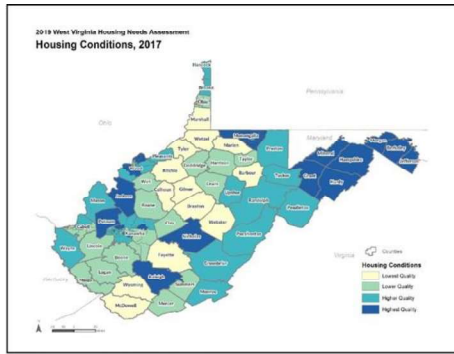 2019 West Virginia Housing Needs Assessment
Housing Conditions, 2017
Hancock
Brooke
Ohio
Pennsylvania
Marshall
Wetzel
Monongalia
Marion
Preston
Maryland
Morgan
Berkeley
Jefferson
Mineral
Hampshire
Tyler
Pleasants
Doddridge
Harrison
Taylor
Barbour
Tucker
Grant
Hardy
Wood
Ritchie
Wirt
Jackson
Calhoun
Gilmer
Lewis
Upshur
Randolph
Pendleton
Mason
Roane
Braxton
Webster
Putnam
Clay
Cabell
Kanawha
Nicholas
Pocahontas
Wayne
Lincoln
Boone
Fayette
Greenbrier
Virginia
Logan
Raleigh
Summers
Monroe
Wyoming
Mercer
McDowell
Counties
Housing Conditions
Lowest Quality
Lower Quality
Higher Quality
Highest Quality